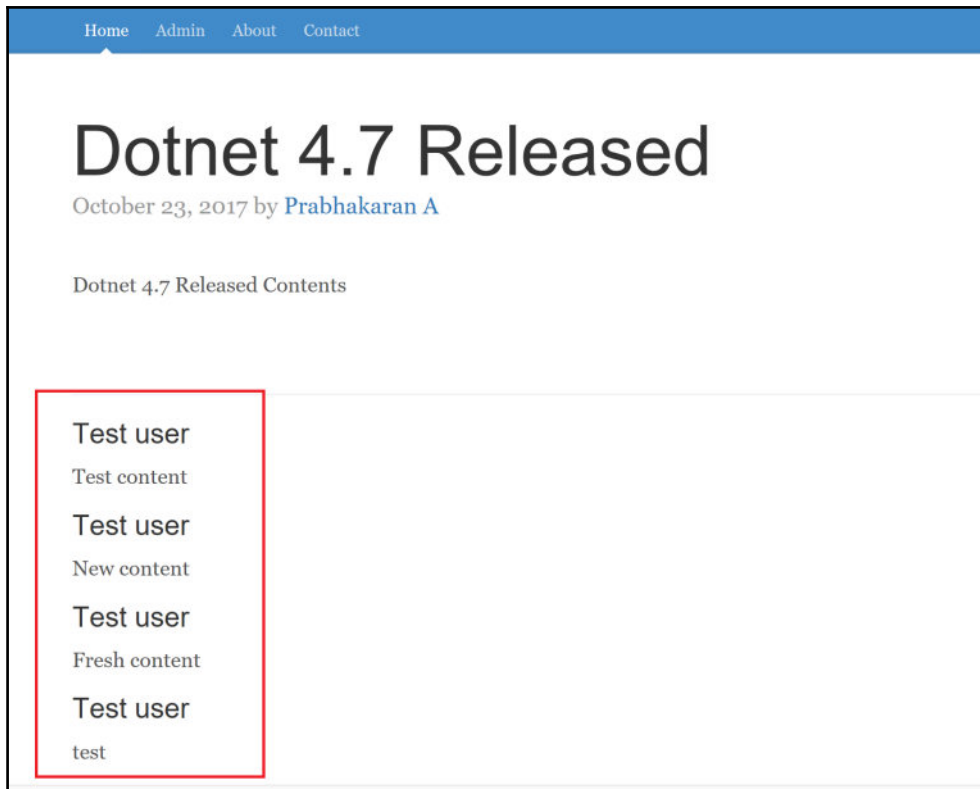 Home Admin About Contact
Dotnet 4.7 Released
October 23, 2017 by Prabhakaran A
Dotnet 4.7 Released Contents
Test user
Test content
Test user
New content
Test user
Fresh content
Test user
test